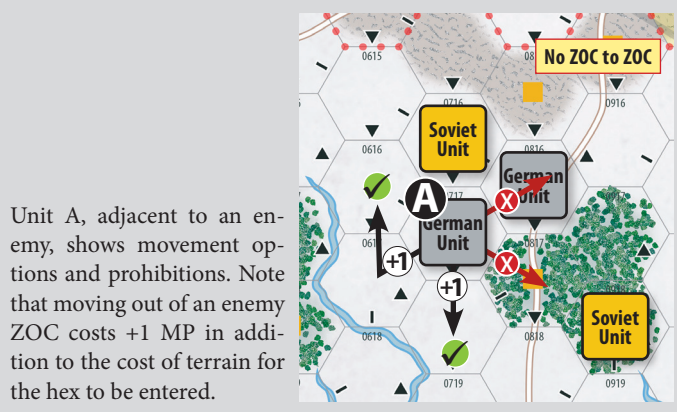 Unit A, adjacent to an en-
emy, shows movement op-
tions and prohibitions. Note
that moving out of an enemy
ZOC costs +1 MP in addi-
tion to the cost of terrain for
the hex to be entered.
No ZOC to ZOC
0615
0716
0916
Soviet
Unit
0616
0816
German
Unit
A
X
German
Unit
+1
X
0817
+1
Soviet
Unit
0618
0818
0719
0919